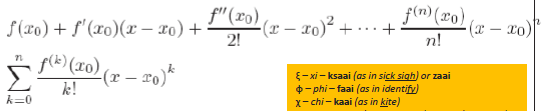 f(x₀) + f′(x₀)(x − x₀) + f″(x₀)/2! (x − x₀)² + ··· + f⁽ⁿ⁾(x₀)/n! (x − x₀)ⁿ
∑ₖ₌₀ⁿ f⁽ᵏ⁾(x₀)/k! (x − x₀)ᵏ
ξ – xi – ksaai (as in sick sigh) or zaai
ф – phi – faai (as in identify)
χ – chi – kaai (as in kite)